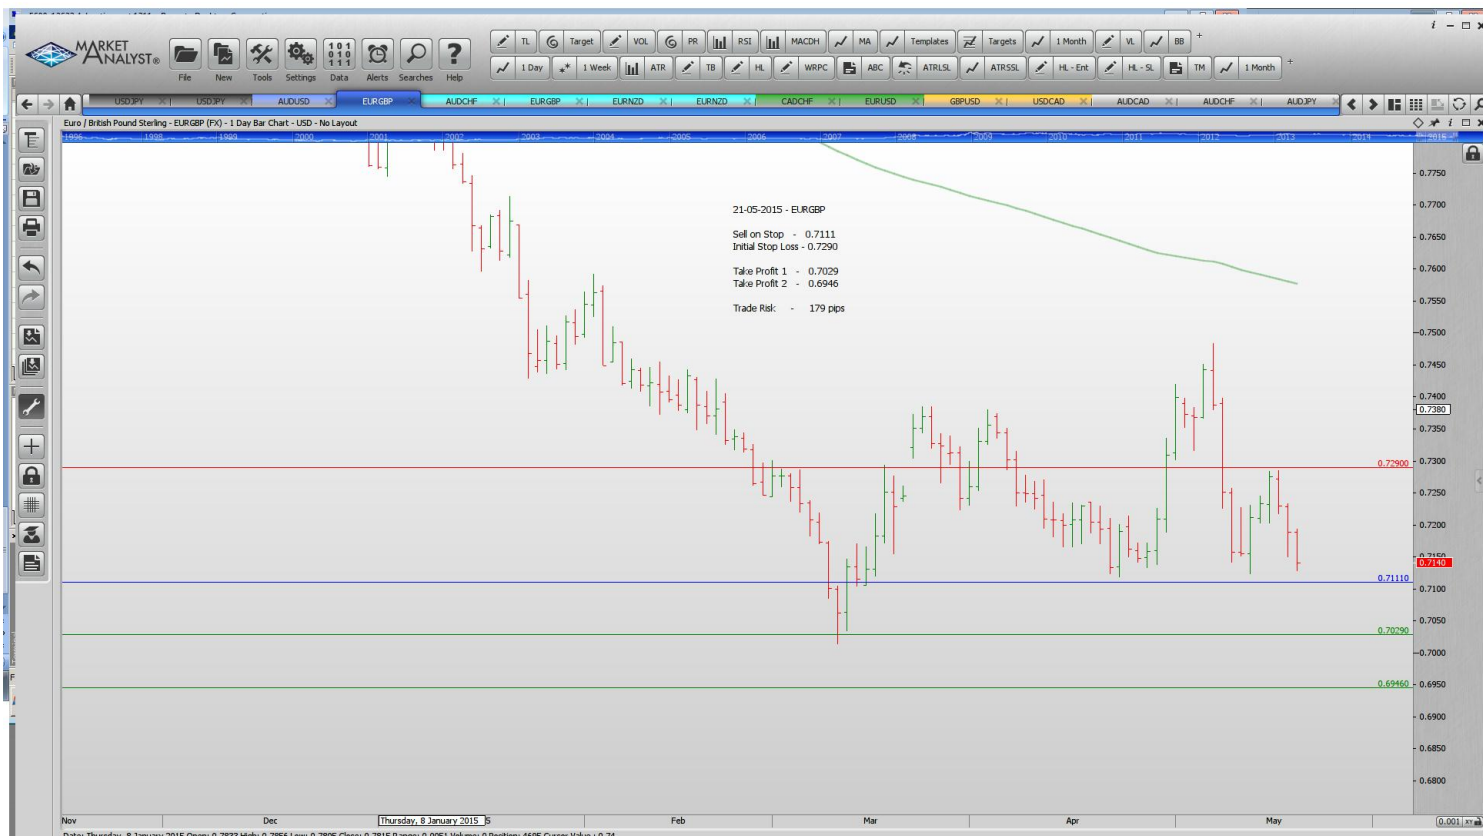 MARKET
ANALYST®
File New Tools Settings Data Alerts Searches Help
TL Target VOL PR RSI MACDH MA Templates Targets 1 Month VL BB +
1 Day 1 Week ATR TB HL WRPC ABC ATRLSL ATRSSL HL - Ent HL - SL TM 1 Month +
USDJPY USDJPY AUDUSD EURGBP AUDCHF EURGBP EURNZD EURNZD CADCHF EURUSD GBPUSD USDCAD AUDCAD AUDCHF AUDJPY
Euro / British Pound Sterling - EURGBP (FX) - 1 Day Bar Chart - USD - No Layout
1996 1998 1999 2000 2001 2002 2003 2004 2005 2006 2007 2008 2009 2010 2011 2012 2013 2014 2015
21-05-2015 - EURGBP
Sell on Stop - 0.7111
Initial Stop Loss - 0.7290
Take Profit 1 - 0.7029
Take Profit 2 - 0.6946
Trade Risk - 179 pips
0.7750
0.7700
0.7650
0.7600
0.7550
0.7500
0.7450
0.7400
0.7380
0.7350
0.7300
0.7290
0.7250
0.7200
0.7150
0.7140
0.7111
0.7100
0.7050
0.7029
0.7000
0.6950
0.6946
0.6900
0.6850
0.6800
Nov Dec Thursday, 8 January 2015 S Feb Mar Apr May 0.001